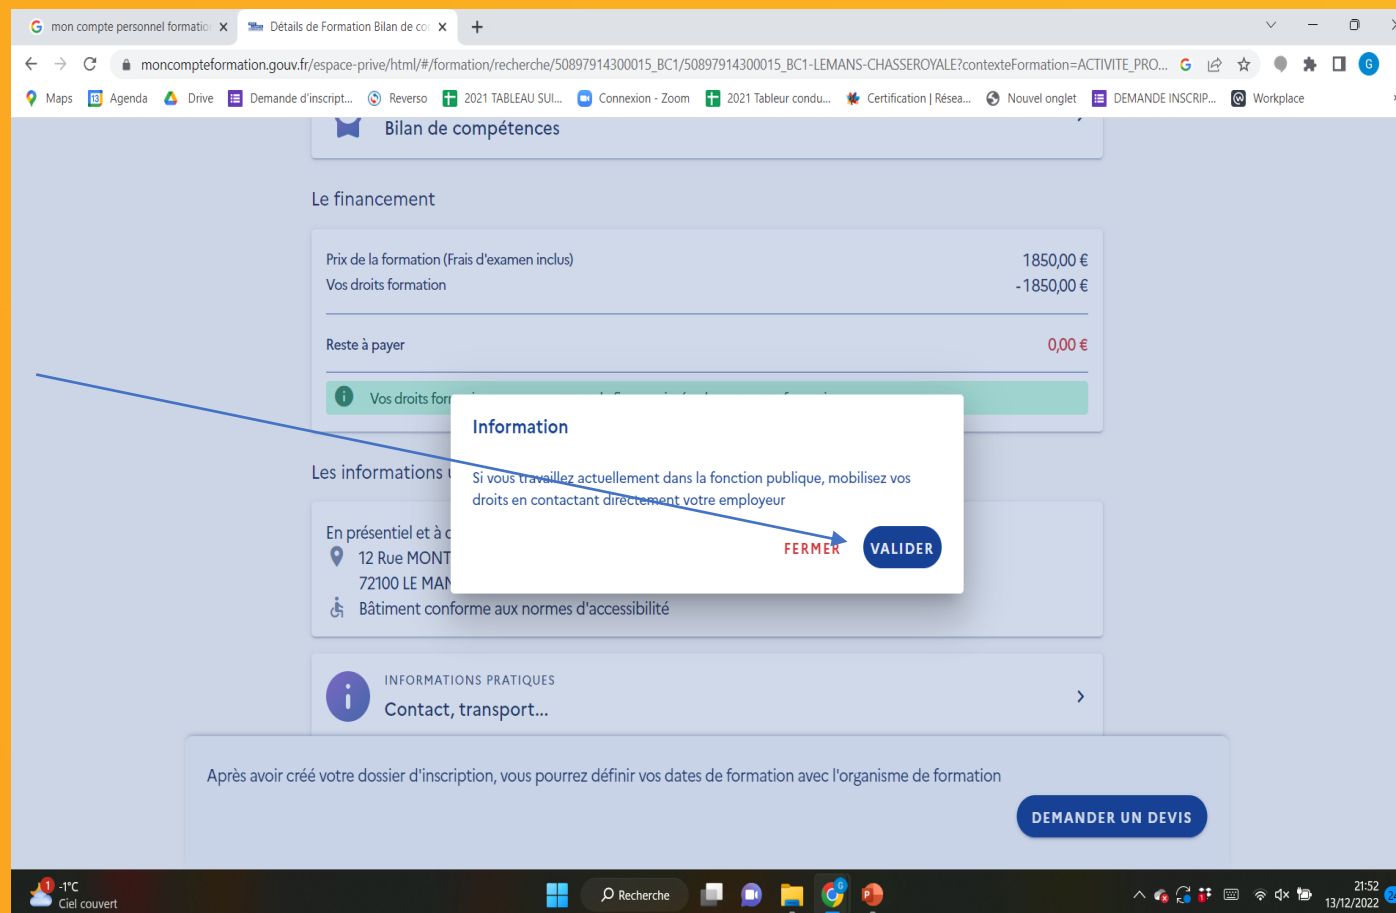 mon compte personnel formatio
Détails de Formation Bilan de co
moncompteformation.gouv.fr/espace-prive/html/#/formation/recherche/50897914300015_BC1/50897914300015_BC1-LEMANS-CHASSEROYALE?contexteFormation=ACTIVITE_PRO...
Maps Agenda Drive Demande d'inscript... Reverso 2021 TABLEAU SUI... Connexion - Zoom 2021 Tableur condu... Certification | Résea... Nouvel onglet DEMANDE INSCRIP... Workplace
Bilan de compétences
Le financement
Prix de la formation (Frais d'examen inclus) 1850,00 €
Vos droits formation -1850,00 €
Reste à payer 0,00 €
Vos droits for
Information
Les informations
Si vous travaillez actuellement dans la fonction publique, mobilisez vos
droits en contactant directement votre employeur
FERMER VALIDER
En présentiel et à
12 Rue MONT
72100 LE MAN
Bâtiment conforme aux normes d'accessibilité
INFORMATIONS PRATIQUES
Contact, transport...
Après avoir créé votre dossier d'inscription, vous pourrez définir vos dates de formation avec l'organisme de formation
DEMANDER UN DEVIS
1
-1°C
Ciel couvert
Recherche
21:52
13/12/2022